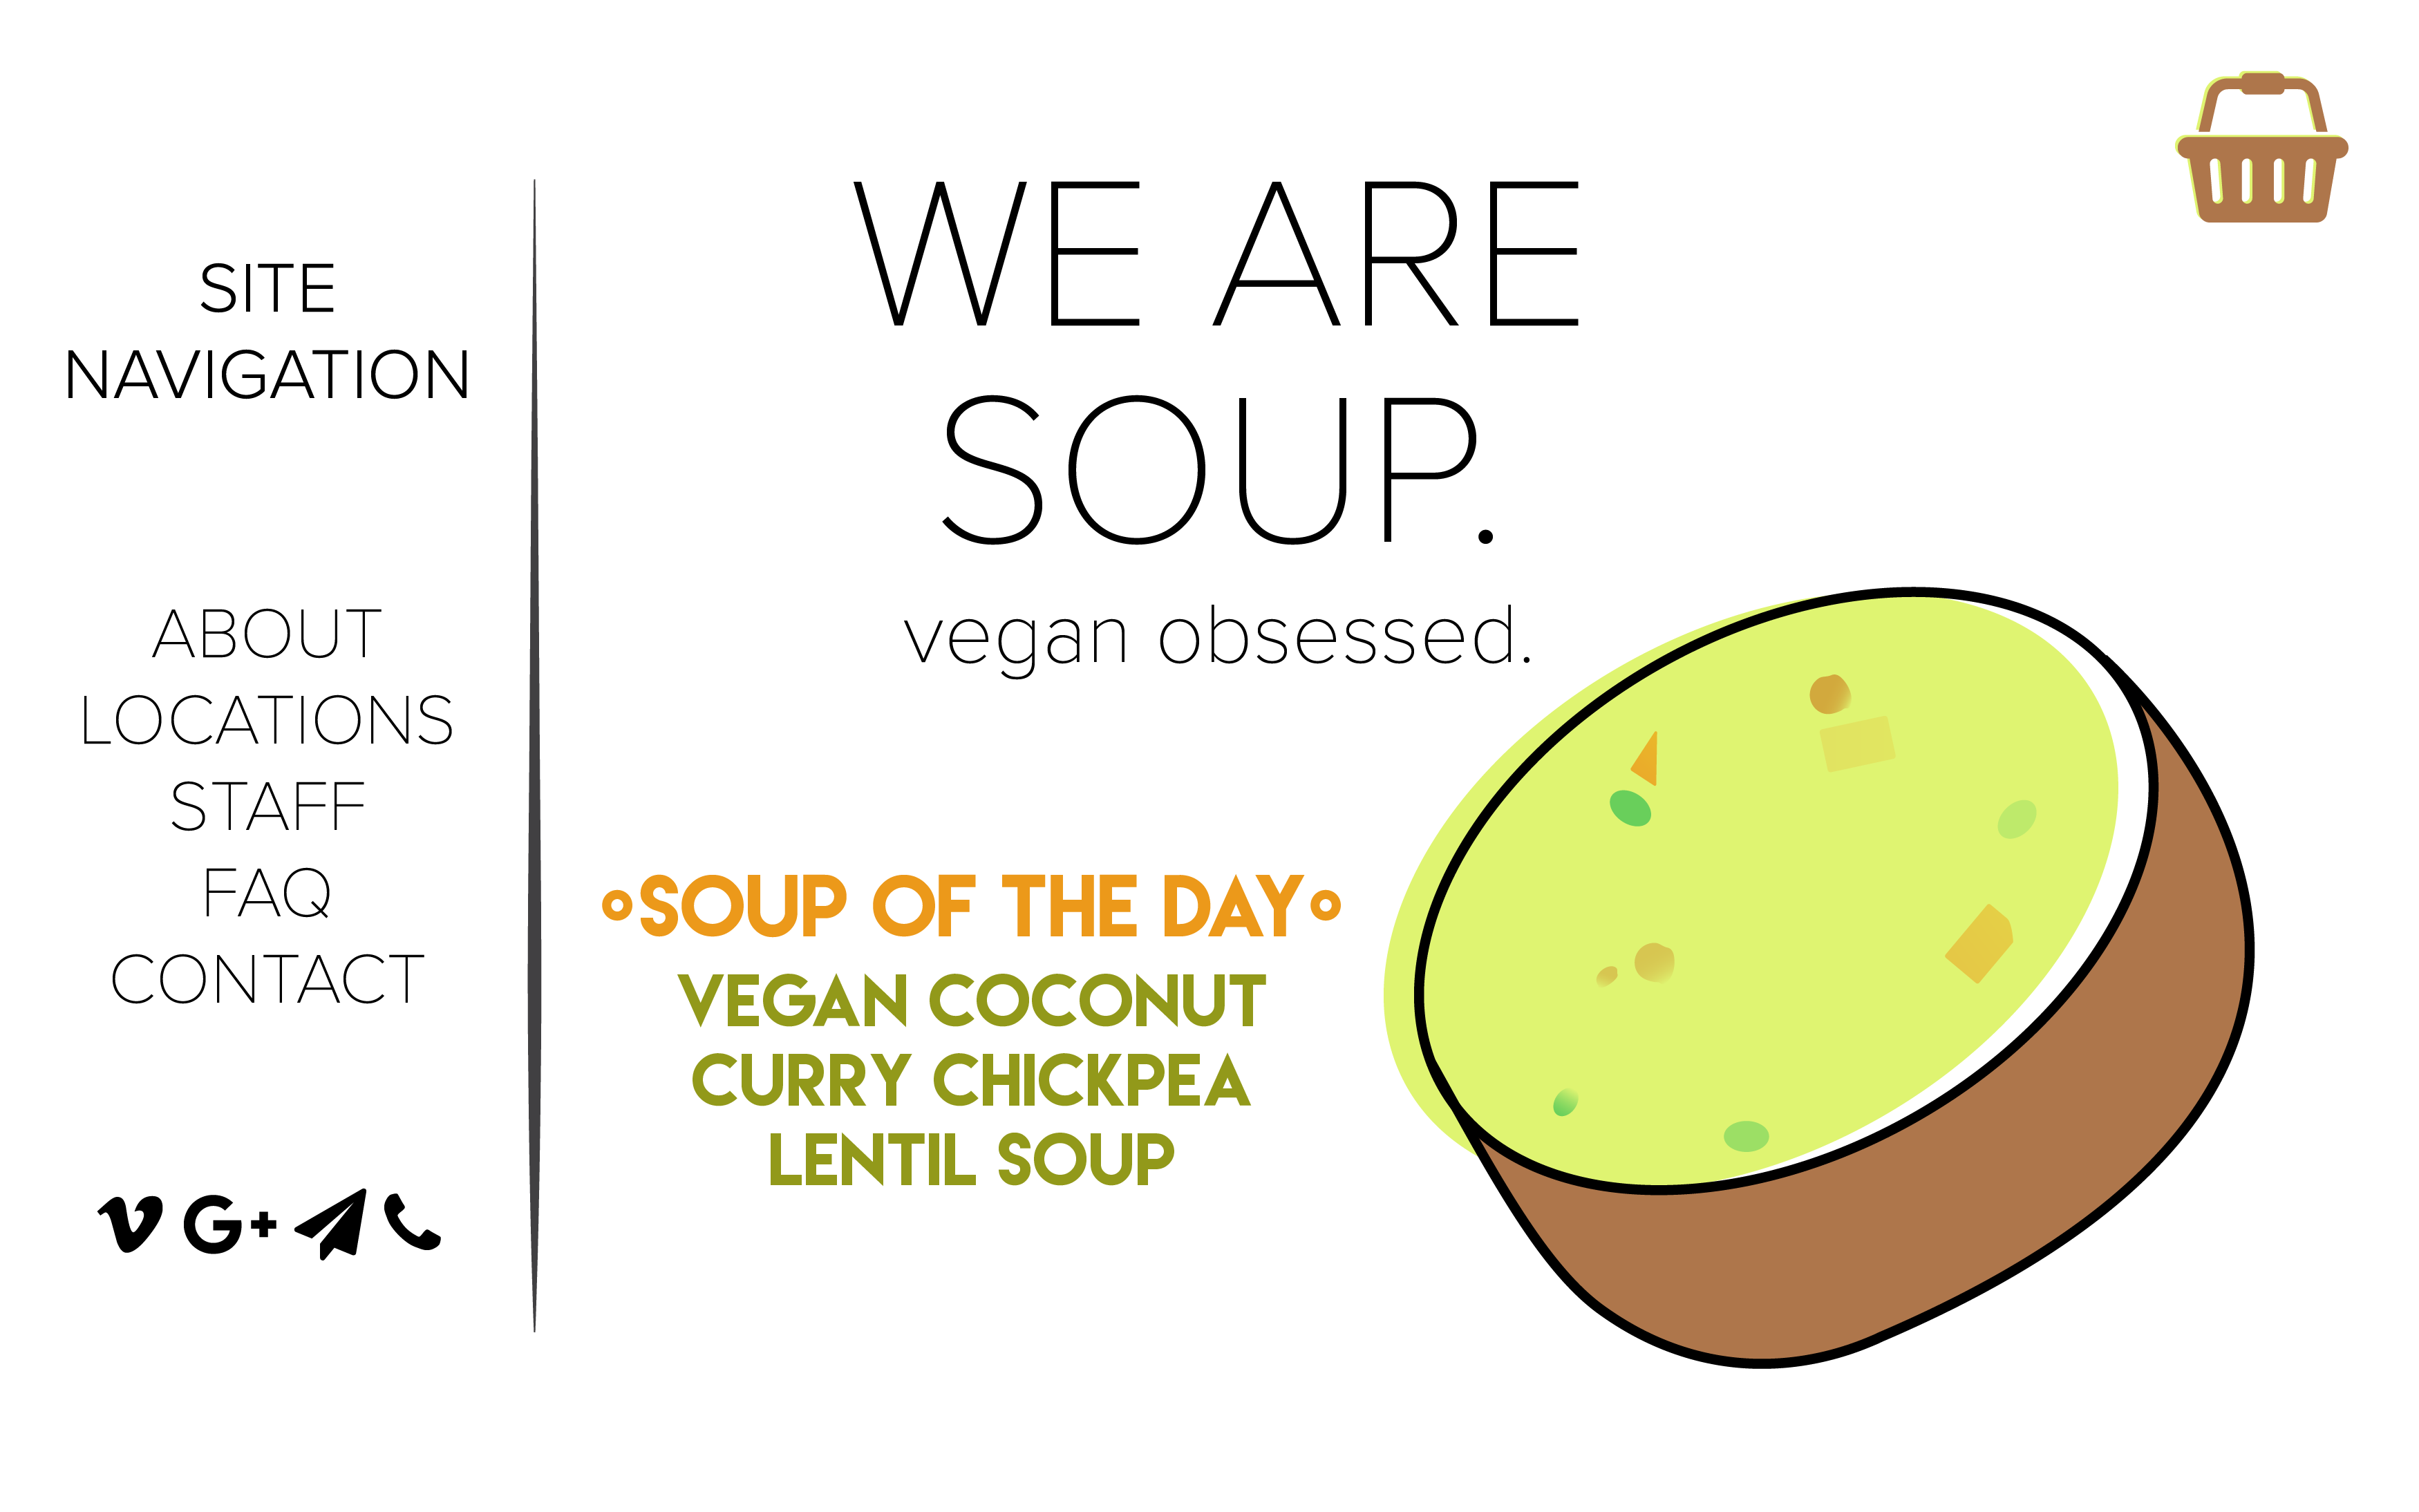 SITE
NAVIGATION
ABOUT
LOCATIONS
STAFF
FAQ
CONTACT
G+
WE ARE
SOUP.
vegan obsessed.
◦SOUP OF THE DAY◦
VEGAN COCONUT
CURRY CHICKPEA
LENTIL SOUP